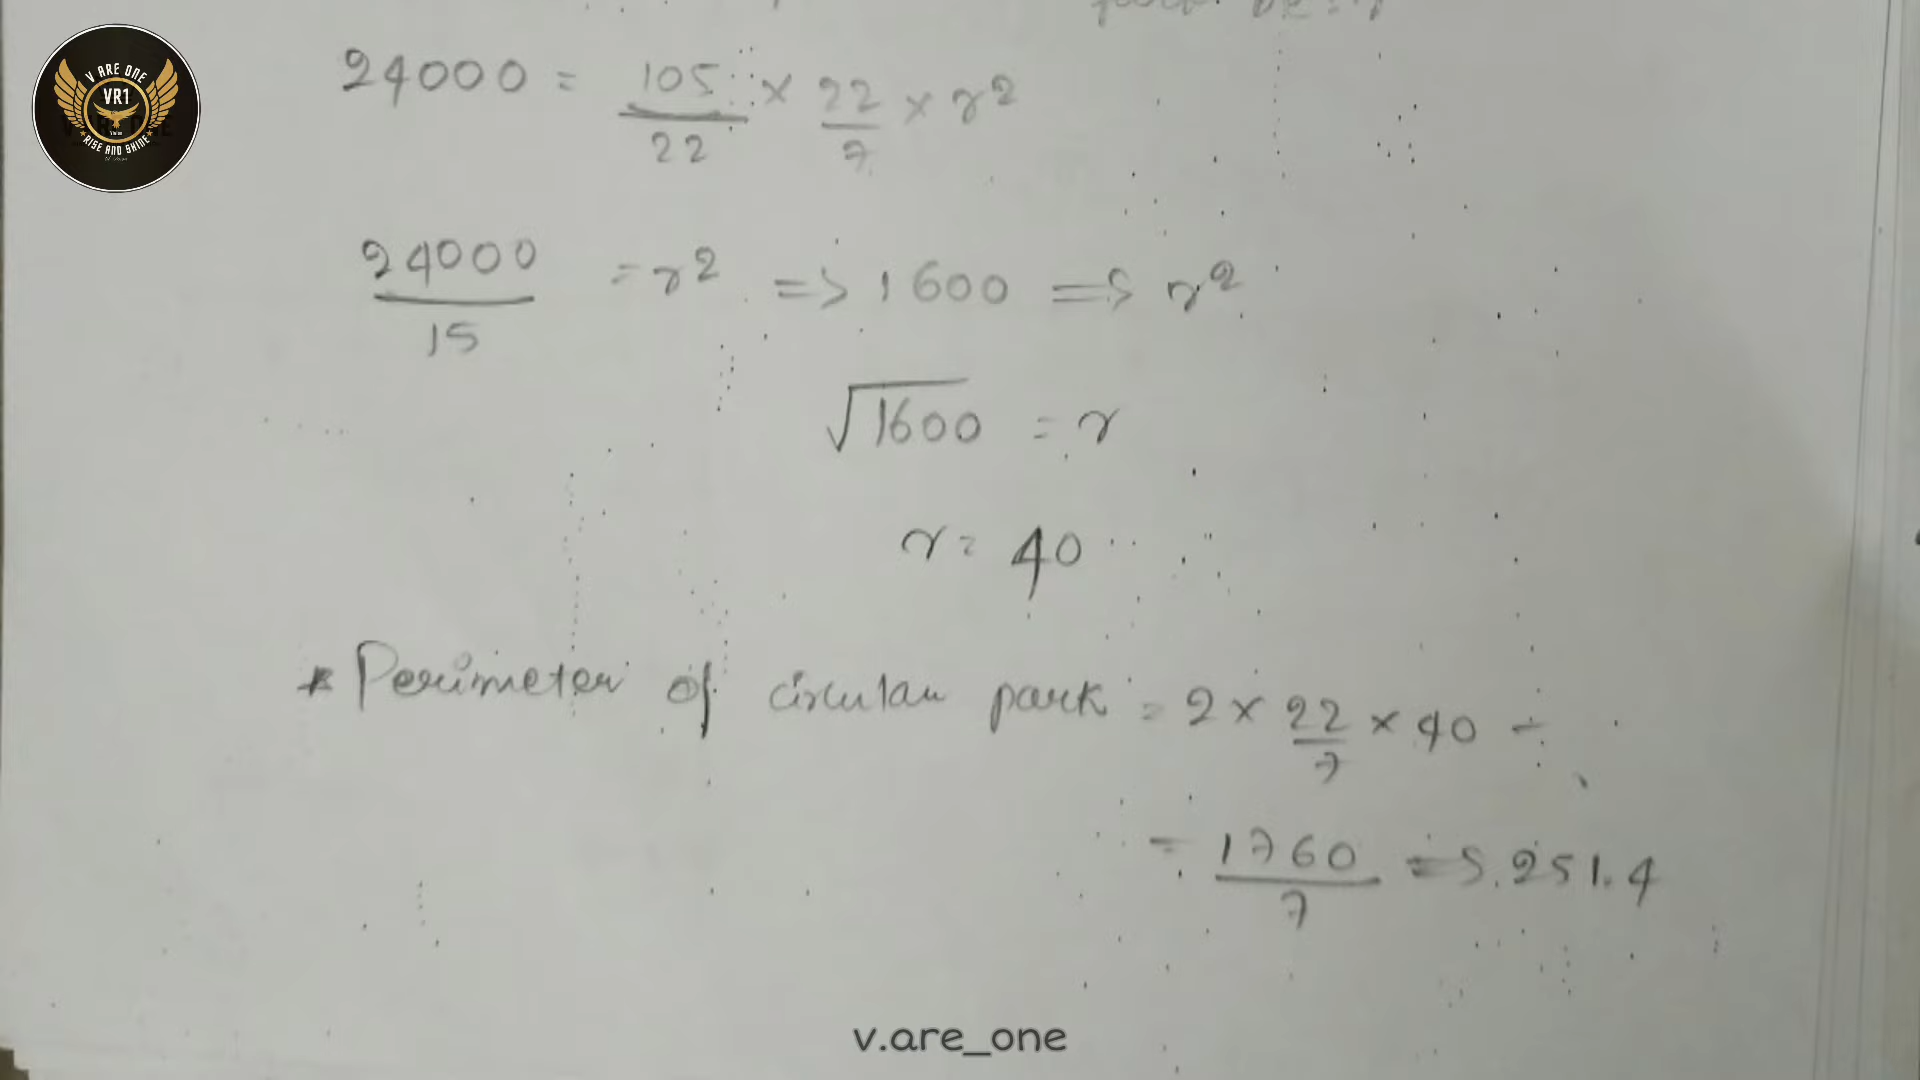 V ARE ONE
VR1
RISE AND SHINE
24000 = 105/22 × 22/7 × r²
24000/15 = r² => 1600 => r²
√1600 = r
r = 40
* Perimeter of circular park = 2 × 22/7 × 40 -
= 1760/7 => 251.4
v.are_one